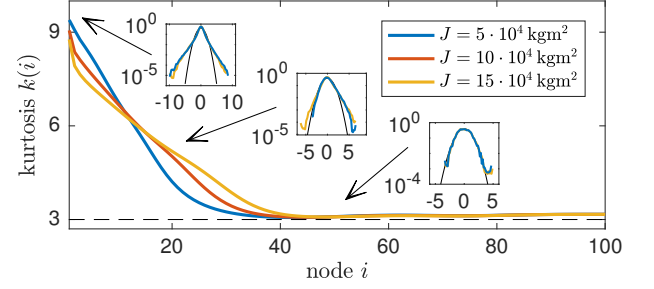 kurtosis k(i)
9
6
3
10^0
10^-5
-10 0 10
10^0
10^-5
-5 0 5
10^0
10^-4
-5 0 5
J = 5 · 10^4 kgm^2
J = 10 · 10^4 kgm^2
J = 15 · 10^4 kgm^2
20 40 60 80 100
node i